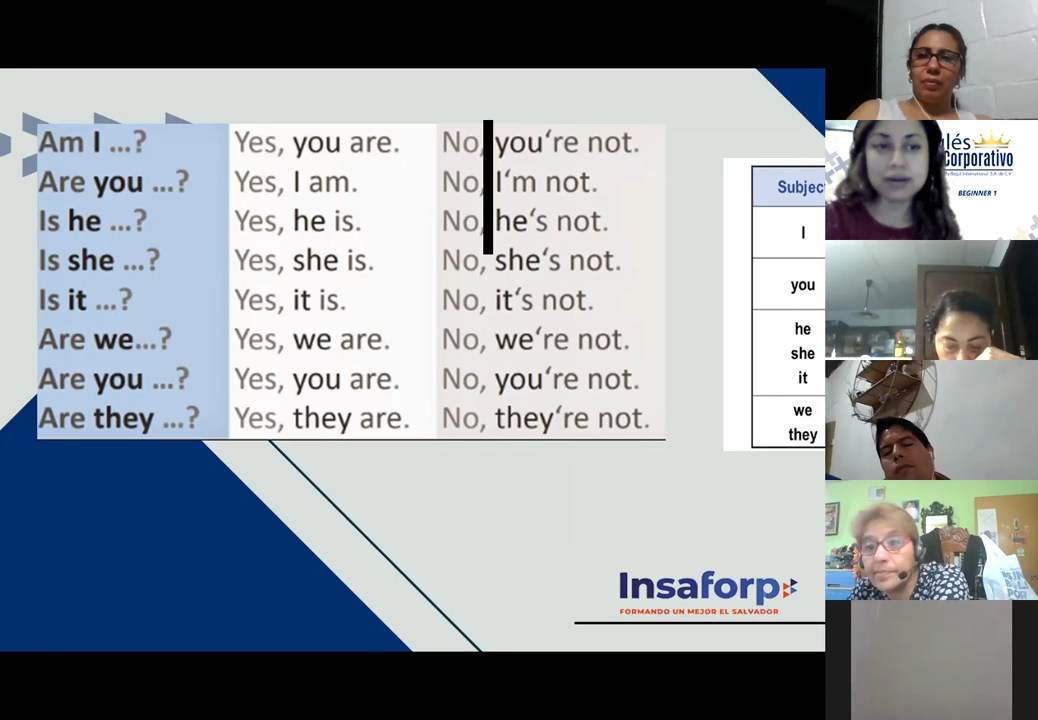 Am I ...? Yes, you are. No, you're not.
Are you ...? Yes, I am. No, I'm not.
Is he ...? Yes, he is. No, he's not.
Is she ...? Yes, she is. No, she's not.
Is it ...? Yes, it is. No, it's not.
Are we...? Yes, we are. No, we're not.
Are you ...? Yes, you are. No, you're not.
Are they ...? Yes, they are. No, they're not.
Subject
I
you
he
she
it
we
they
Insaforp
FORMANDO UN MEJOR EL SALVADOR
lés
Corporativo
BEGINNER 1